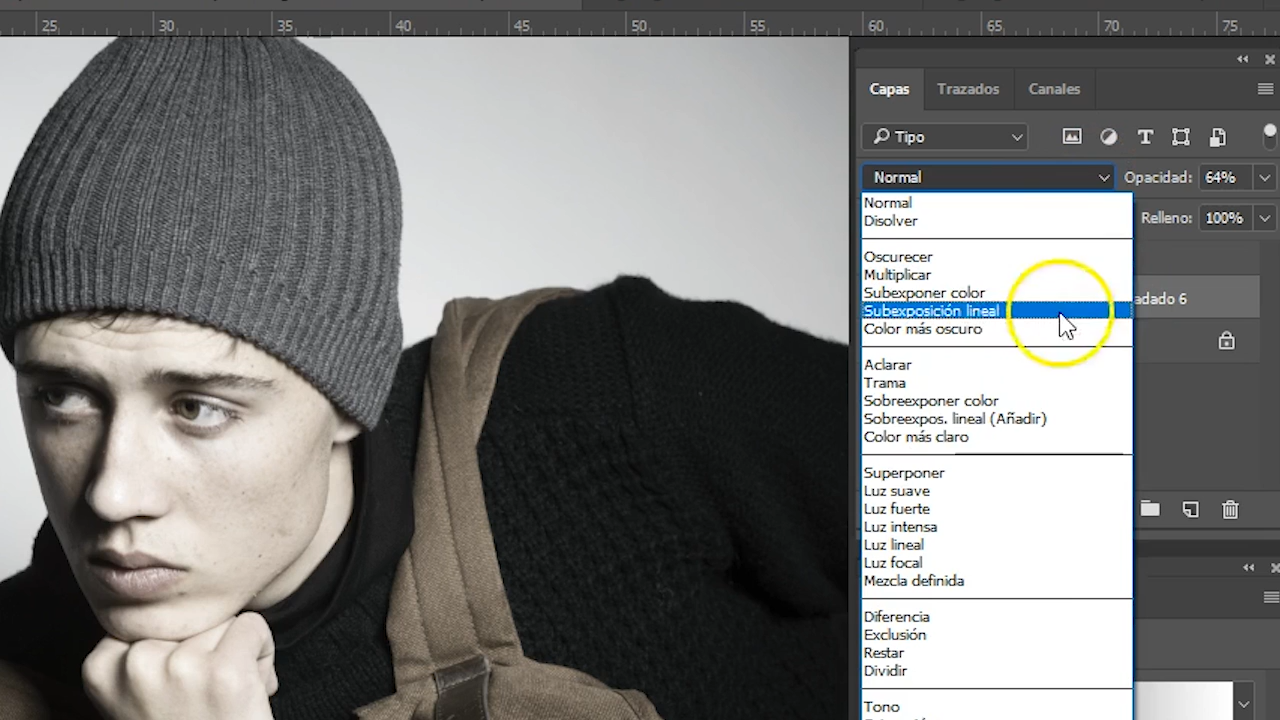 25 30 35 40 45 50 55 60 65 70 75
Capas Trazados Canales
Tipo
Normal Opacidad: 64%
Relleno: 100%
Normal
Disolver
Oscurecer
Multiplicar
Subexponer color
Subexposición lineal
Color más oscuro
Aclarar
Trama
Sobreexponer color
Sobreexpos. lineal (Añadir)
Color más claro
Superponer
Luz suave
Luz fuerte
Luz intensa
Luz lineal
Luz focal
Mezcla definida
Diferencia
Exclusión
Restar
Dividir
Tono
adado 6